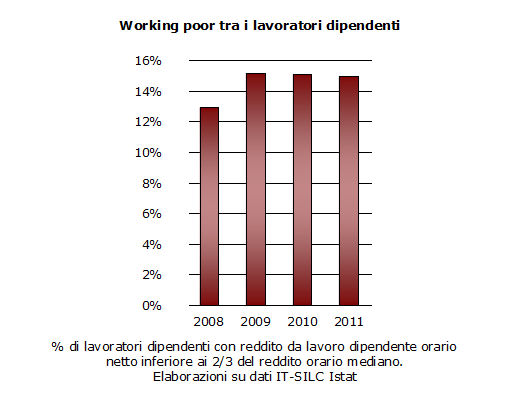 Working poor tra i lavoratori dipendenti
16%
14%
12%
10%
8%
6%
4%
2%
0%
2008 2009 2010 2011
% di lavoratori dipendenti con reddito da lavoro dipendente orario
netto inferiore ai 2/3 del reddito orario mediano.
Elaborazioni su dati IT-SILC Istat